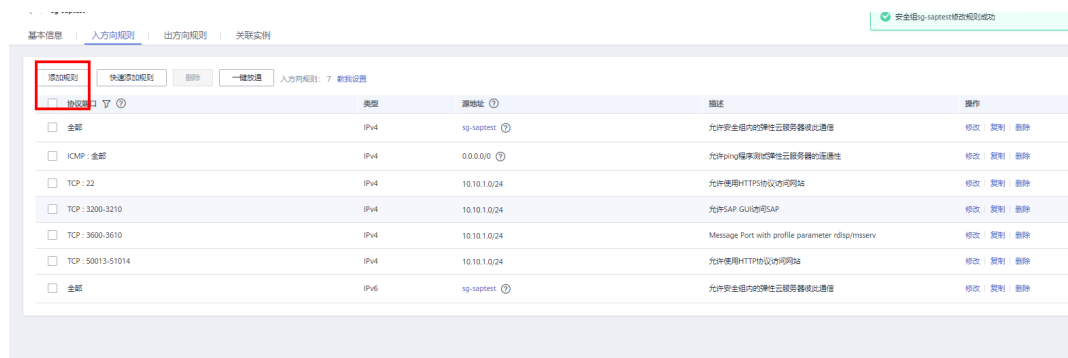 安全组sg-saptest修改规则成功
基本信息 入方向规则 出方向规则 关联实例
添加规则 快速添加规则 删除 一键放通 入方向规则: 7 教我设置
协议端口 类型 源地址 描述 操作
全部 IPv4 sg-saptest 允许安全组内的弹性云服务器彼此通信 修改 复制 删除
ICMP : 全部 IPv4 0.0.0.0/0 允许ping程序测试弹性云服务器的连通性 修改 复制 删除
TCP : 22 IPv4 10.10.1.0/24 允许使用HTTPS协议访问网站 修改 复制 删除
TCP : 3200-3210 IPv4 10.10.1.0/24 允许SAP GUI访问SAP 修改 复制 删除
TCP : 3600-3610 IPv4 10.10.1.0/24 Message Port with profile parameter rdisp/msserv 修改 复制 删除
TCP : 50013-51014 IPv4 10.10.1.0/24 允许使用HTTP协议访问网站 修改 复制 删除
全部 IPv6 sg-saptest 允许安全组内的弹性云服务器彼此通信 修改 复制 删除